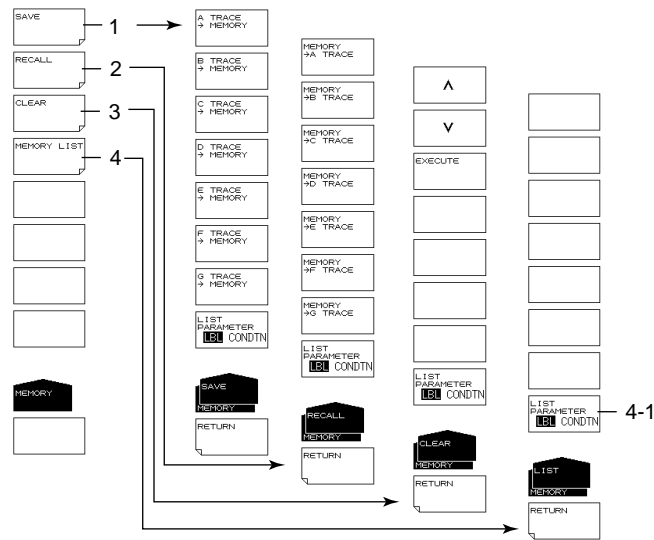 SAVE
1
RECALL
2
CLEAR
3
MEMORY LIST
4
MEMORY
A TRACE
→ MEMORY
B TRACE
→ MEMORY
C TRACE
→ MEMORY
D TRACE
→ MEMORY
E TRACE
→ MEMORY
F TRACE
→ MEMORY
G TRACE
→ MEMORY
LIST
PARAMETER
LBL CONDTN
SAVE
MEMORY
RETURN
MEMORY
→A TRACE
MEMORY
→B TRACE
MEMORY
→C TRACE
MEMORY
→D TRACE
MEMORY
→E TRACE
MEMORY
→F TRACE
MEMORY
→G TRACE
LIST
PARAMETER
LBL CONDTN
RECALL
MEMORY
RETURN
∧
∨
EXECUTE
LIST
PARAMETER
LBL CONDTN
CLEAR
MEMORY
RETURN
LIST
PARAMETER
LBL CONDTN
4-1
LIST
MEMORY
RETURN